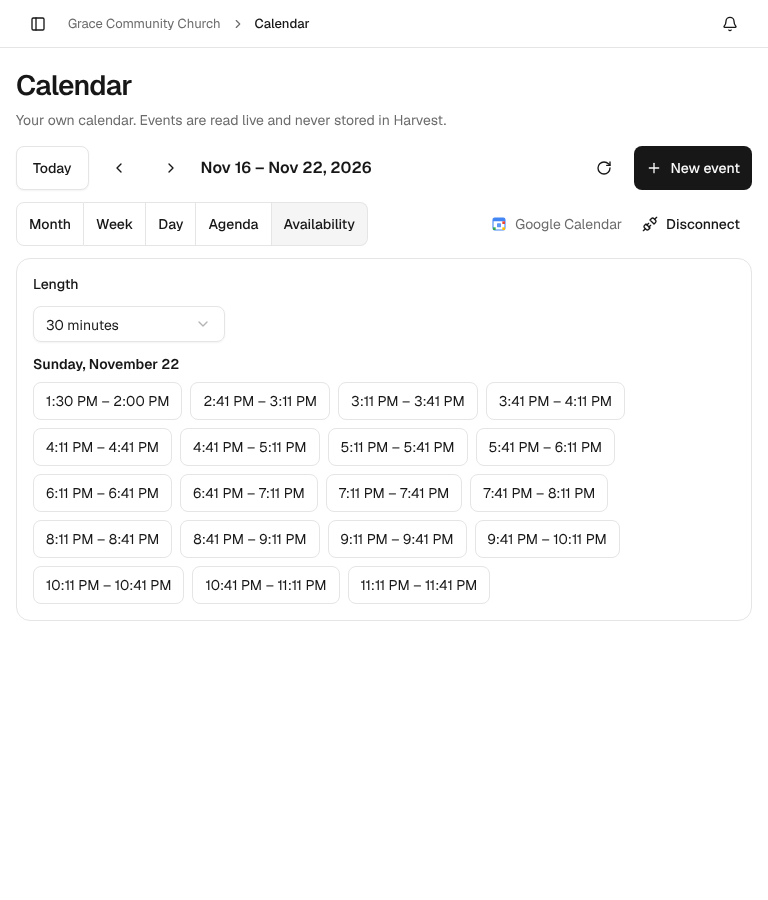 Grace Community Church > Calendar
Calendar
Your own calendar. Events are read live and never stored in Harvest.
Today Nov 16 – Nov 22, 2026 New event
Month Week Day Agenda Availability Google Calendar Disconnect
Length
30 minutes
Sunday, November 22
1:30 PM – 2:00 PM 2:41 PM – 3:11 PM 3:11 PM – 3:41 PM 3:41 PM – 4:11 PM
4:11 PM – 4:41 PM 4:41 PM – 5:11 PM 5:11 PM – 5:41 PM 5:41 PM – 6:11 PM
6:11 PM – 6:41 PM 6:41 PM – 7:11 PM 7:11 PM – 7:41 PM 7:41 PM – 8:11 PM
8:11 PM – 8:41 PM 8:41 PM – 9:11 PM 9:11 PM – 9:41 PM 9:41 PM – 10:11 PM
10:11 PM – 10:41 PM 10:41 PM – 11:11 PM 11:11 PM – 11:41 PM